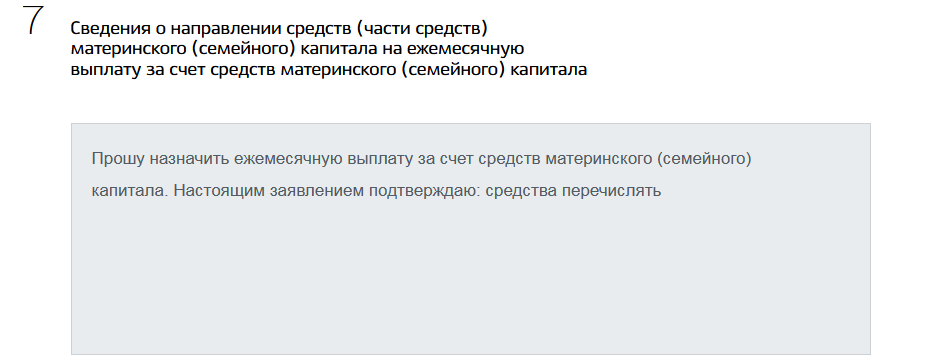 7
Сведения о направлении средств (части средств)
материнского (семейного) капитала на ежемесячную
выплату за счет средств материнского (семейного) капитала
Прошу назначить ежемесячную выплату за счет средств материнского (семейного)
капитала. Настоящим заявлением подтверждаю: средства перечислять